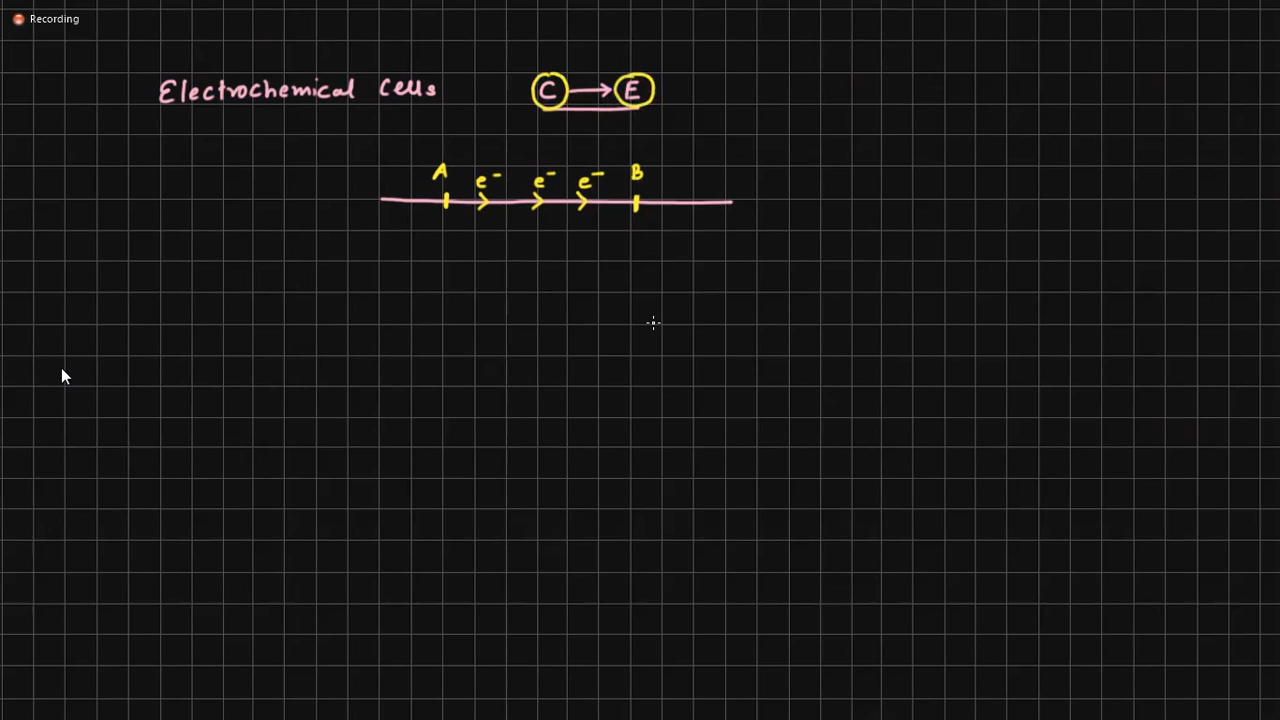 Recording
Electrochemical Cells C → E
A e⁻ e⁻ e⁻ B